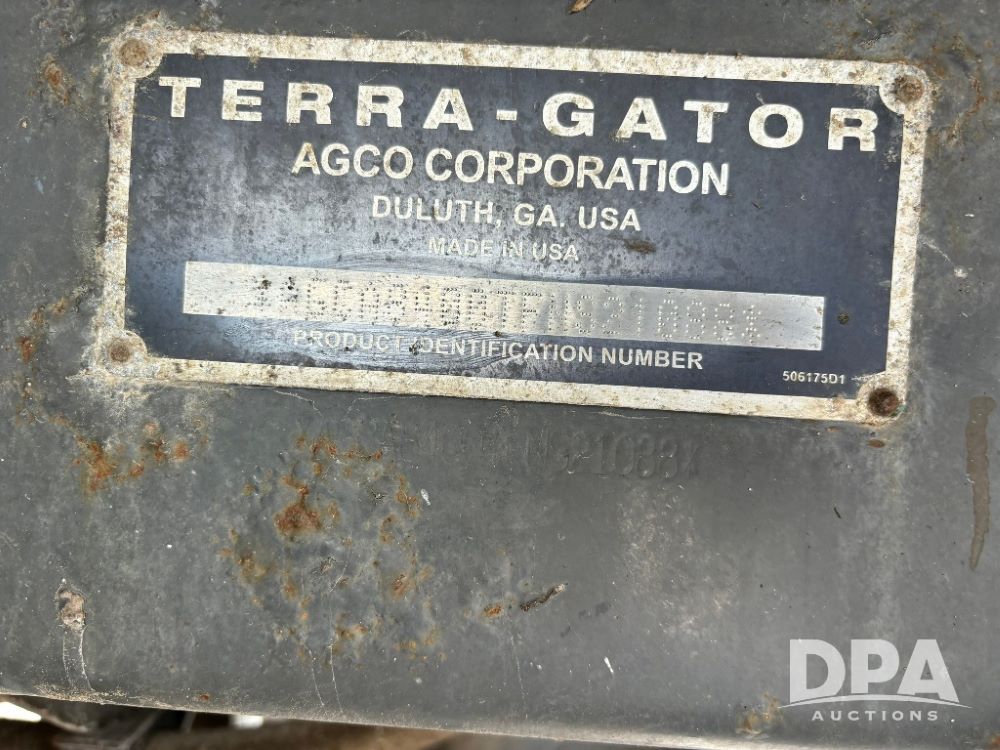 TERRA-GATOR
AGCO CORPORATION
DULUTH, GA. USA
MADE IN USA
PRODUCT IDENTIFICATION NUMBER
506175D1
DPA
AUCTIONS